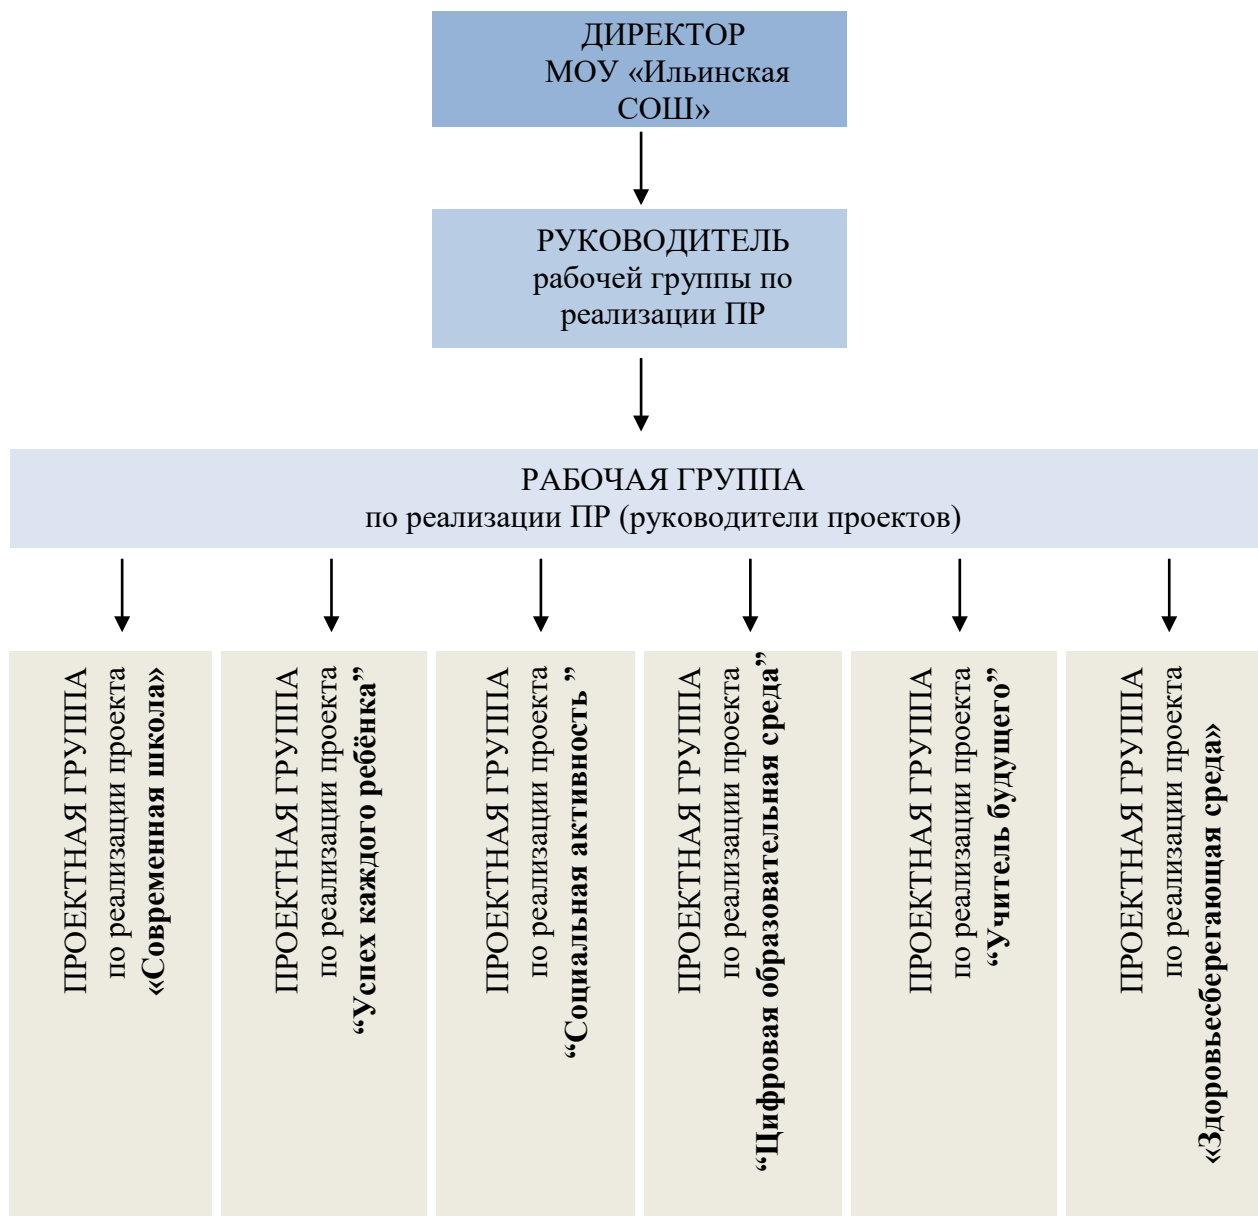 ДИРЕКТОР
МОУ «Ильинская
СОШ»
РУКОВОДИТЕЛЬ
рабочей группы по
реализации ПР
РАБОЧАЯ ГРУППА
по реализации ПР (руководители проектов)
ПРОЕКТНАЯ ГРУППА
по реализации проекта
«Современная школа»
ПРОЕКТНАЯ ГРУППА
по реализации проекта
“Успех каждого ребёнка”
ПРОЕКТНАЯ ГРУППА
по реализации проекта
“Социальная активность ”
ПРОЕКТНАЯ ГРУППА
по реализации проекта
“Цифровая образовательная среда”
ПРОЕКТНАЯ ГРУППА
по реализации проекта
“Учитель будущего”
ПРОЕКТНАЯ ГРУППА
по реализации проекта
«Здоровьесберегающая среда»